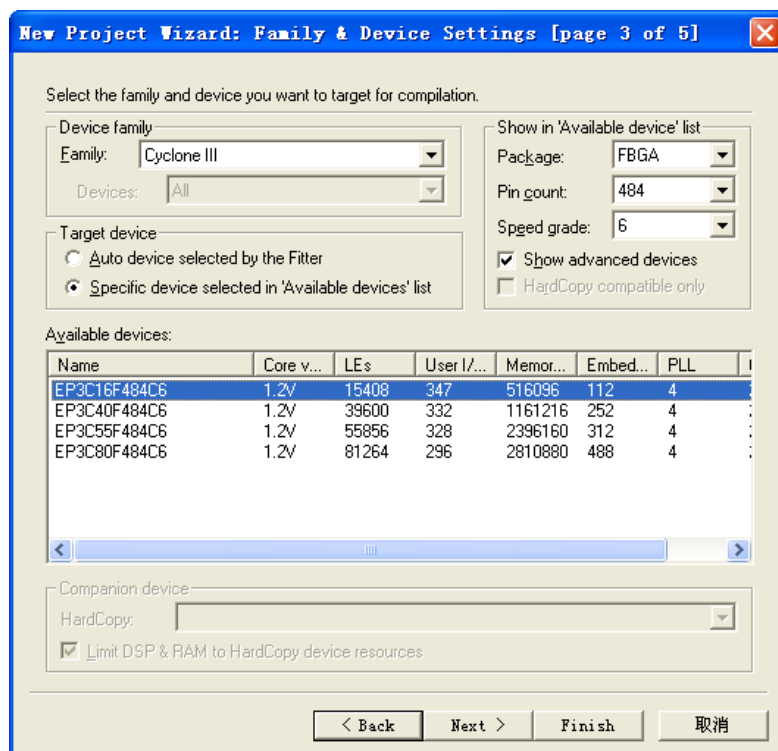 New Project Wizard: Family & Device Settings [page 3 of 5]
Select the family and device you want to target for compilation.
Device family
Family: Cyclone III
Devices: All
Show in 'Available device' list
Package: FBGA
Pin count: 484
Speed grade: 6
Show advanced devices
HardCopy compatible only
Target device
Auto device selected by the Fitter
Specific device selected in 'Available devices' list
Available devices:
Name Core v... LEs User I/... Memor... Embed... PLL
EP3C16F484C6 1.2V 15408 347 516096 112 4
EP3C40F484C6 1.2V 39600 332 1161216 252 4
EP3C55F484C6 1.2V 55856 328 2396160 312 4
EP3C80F484C6 1.2V 81264 296 2810880 488 4
Companion device
HardCopy:
Limit DSP & RAM to HardCopy device resources
< Back Next > Finish 取消